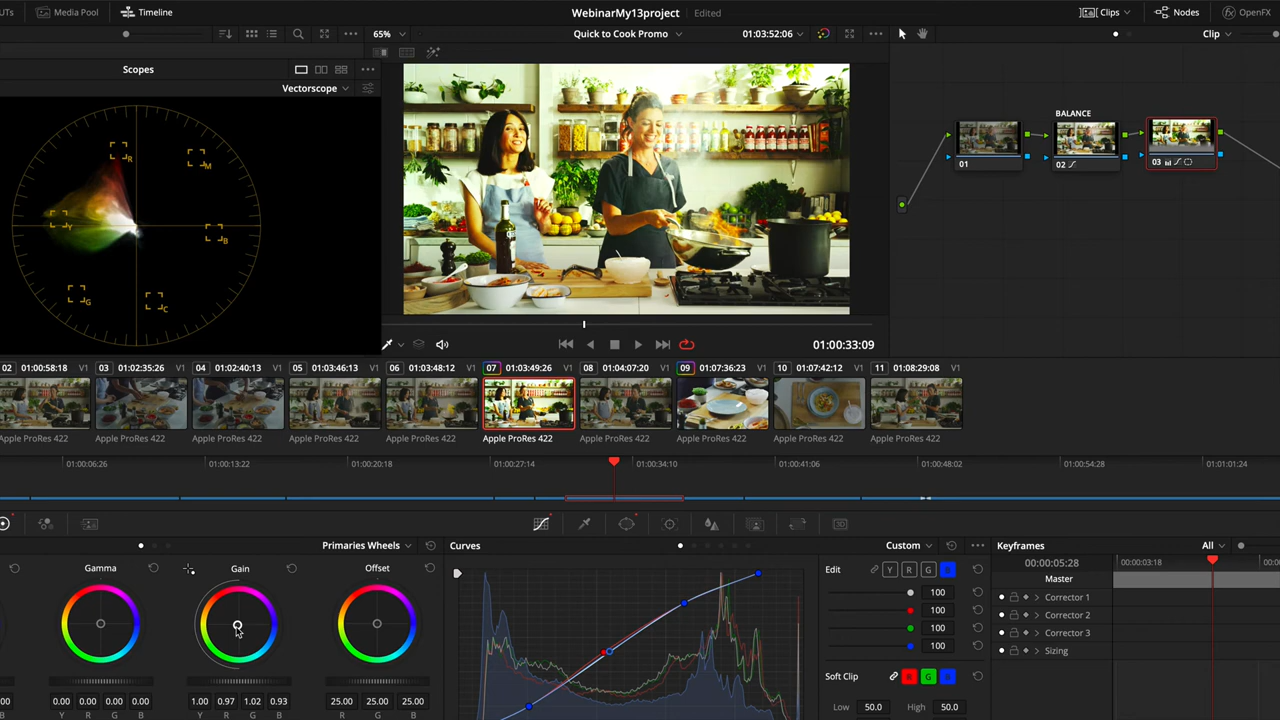 UTs Media Pool Timeline WebinarMy13project Edited Clips Nodes OpenFX
65% Quick to Cook Promo 01:03:52:06 Clip
Scopes
Vectorscope
R
M
Y
B
G
C
BALANCE
01
02
03
01:00:33:09
02 01:00:58:18 V1 03 01:02:35:26 V1 04 01:02:40:13 V1 05 01:03:46:13 V1 06 01:03:48:12 V1 07 01:03:49:26 V1 08 01:04:07:20 V1 09 01:07:36:23 V1 10 01:07:42:12 V1 11 01:08:29:08 V1
Apple ProRes 422 Apple ProRes 422 Apple ProRes 422 Apple ProRes 422 Apple ProRes 422 Apple ProRes 422 Apple ProRes 422 Apple ProRes 422 Apple ProRes 422 Apple ProRes 422
01:00:06:26 01:00:13:22 01:00:20:18 01:00:27:14 01:00:34:10 01:00:41:06 01:00:48:02 01:00:54:28 01:01:01:24
3D
Primaries Wheels Curves Custom Keyframes All
Gamma Gain Offset
Edit Y R G B
00:00:05:28 00:00:03:18 00:00
Master
100 Corrector 1
100 Corrector 2
100 Corrector 3
100 Sizing
Soft Clip R G B
00 0.00 0.00 0.00 0.00 1.00 0.97 1.02 0.93 25.00 25.00 25.00
Low 50.0 High 50.0
B Y R G B Y R G B R G B